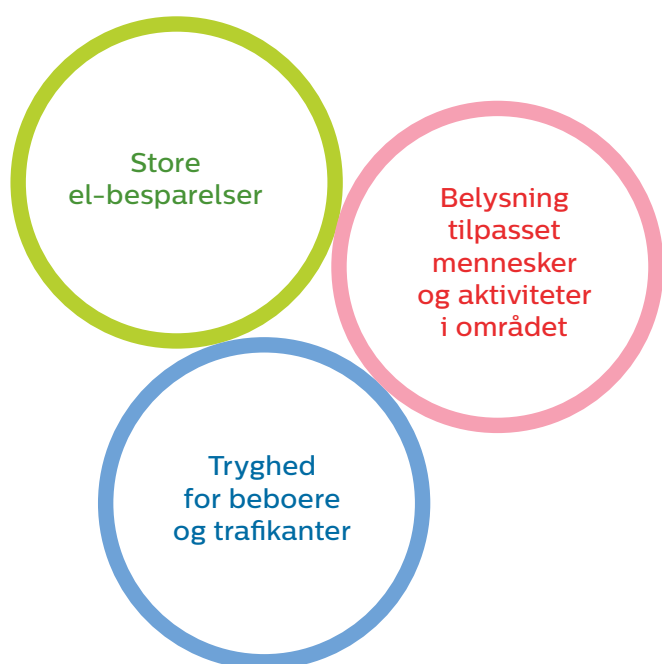 Store
el-besparelser
Belysning
tilpasset
mennesker
og aktiviteter
i området
Tryghed
for beboere
og trafikanter